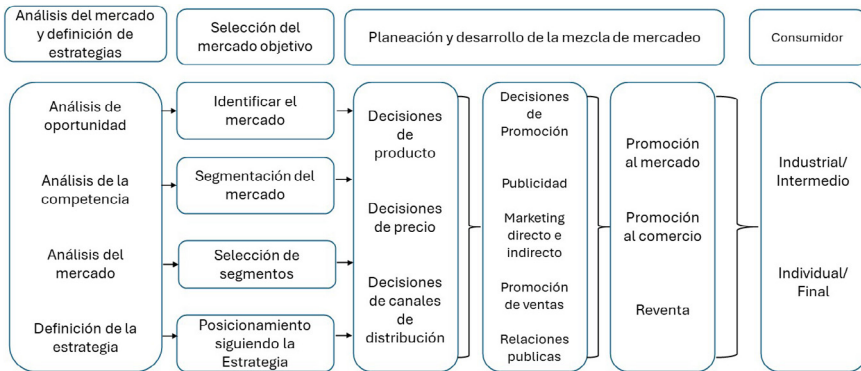 Análisis del mercado
y definición de
estrategias
Selección del
mercado objetivo
Planeación y desarrollo de la mezcla de mercadeo
Consumidor
Análisis de
oportunidad
Análisis de la
competencia
Análisis del
mercado
Definición de la
estrategia
Identificar el
mercado
Segmentación del
mercado
Selección de
segmentos
Posicionamiento
siguiendo la
Estrategia
Decisiones
de
producto
Decisiones
de precio
Decisiones
de canales
de
distribución
Decisiones
de
Promoción
Publicidad
Marketing
directo e
indirecto
Promoción
de ventas
Relaciones
publicas
Promoción
al mercado
Promoción
al comercio
Reventa
Industrial/
Intermedio
Individual/
Final